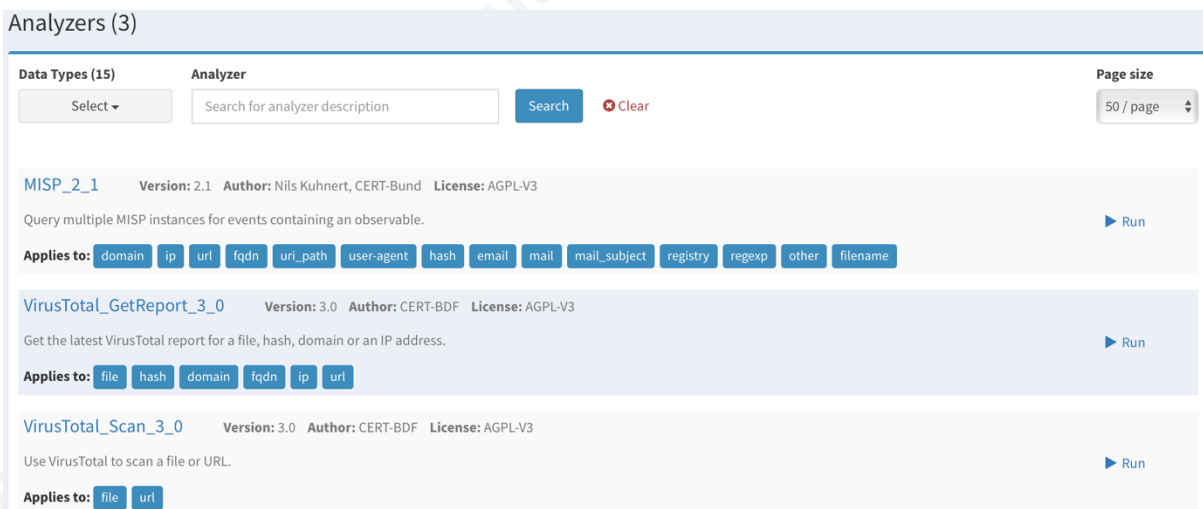 Analyzers (3)
Data Types (15) Analyzer Page size
Select Search for analyzer description Search Clear 50 / page
MISP_2_1 Version: 2.1 Author: Nils Kuhnert, CERT-Bund License: AGPL-V3
Query multiple MISP instances for events containing an observable.
Run
Applies to: domain ip url fqdn uri_path user-agent hash email mail mail_subject registry regexp other filename
VirusTotal_GetReport_3_0 Version: 3.0 Author: CERT-BDF License: AGPL-V3
Get the latest VirusTotal report for a file, hash, domain or an IP address.
Run
Applies to: file hash domain fqdn ip url
VirusTotal_Scan_3_0 Version: 3.0 Author: CERT-BDF License: AGPL-V3
Use VirusTotal to scan a file or URL.
Run
Applies to: file url